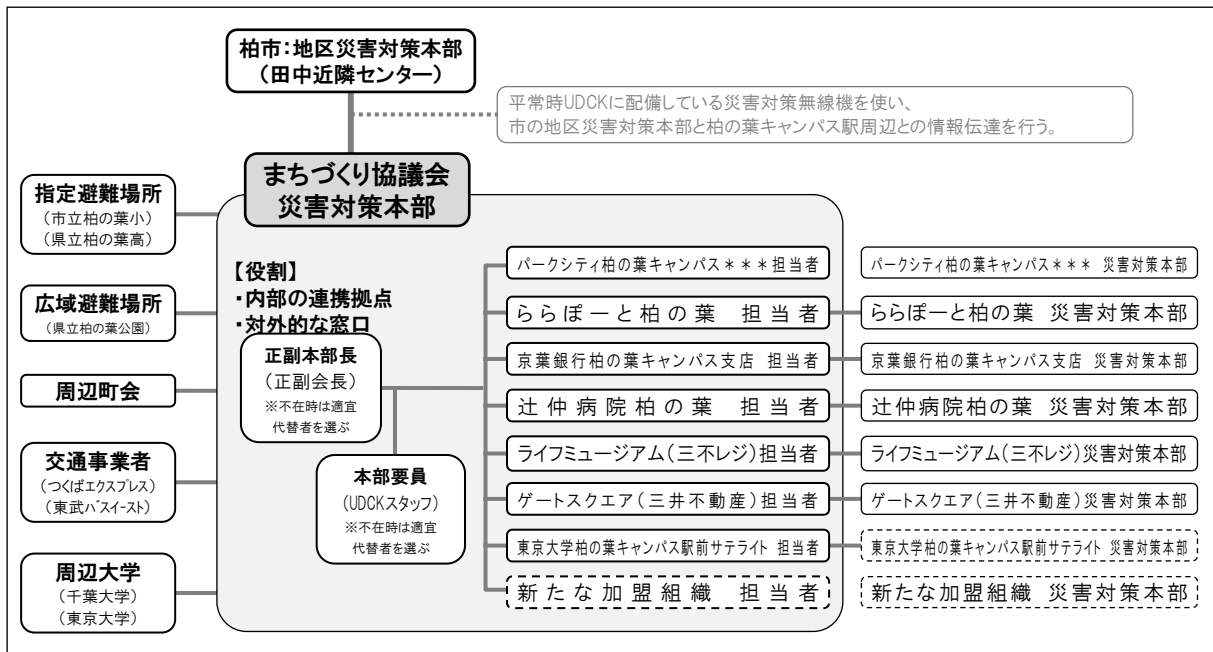 柏市：地区災害対策本部
（田中近隣センター）
平常時UDCKに配備している災害対策無線機を使い、
市の地区災害対策本部と柏の葉キャンパス駅周辺との情報伝達を行う。
まちづくり協議会
災害対策本部
指定避難場所
（市立柏の葉小）
（県立柏の葉高）
広域避難場所
（県立柏の葉公園）
周辺町会
交通事業者
（つくばエクスプレス）
（東武バスイースト）
周辺大学
（千葉大学）
（東京大学）
【役割】
・内部の連携拠点
・対外的な窓口
正副本部長
（正副会長）
※不在時は適宜
代替者を選ぶ
本部要員
（UDCKスタッフ）
※不在時は適宜
代替者を選ぶ
パークシティ柏の葉キャンパス＊＊＊担当者
ららぽーと柏の葉　担当者
京葉銀行柏の葉キャンパス支店 担当者
辻仲病院柏の葉　担当者
ライフミュージアム（三不レジ）担当者
ゲートスクエア（三井不動産）担当者
東京大学柏の葉キャンパス駅前サテライト 担当者
新たな加盟組織　担当者
パークシティ柏の葉キャンパス＊＊＊ 災害対策本部
ららぽーと柏の葉 災害対策本部
京葉銀行柏の葉キャンパス支店 災害対策本部
辻仲病院柏の葉 災害対策本部
ライフミュージアム（三不レジ）災害対策本部
ゲートスクエア（三井不動産）災害対策本部
東京大学柏の葉キャンパス駅前サテライト 災害対策本部
新たな加盟組織 災害対策本部